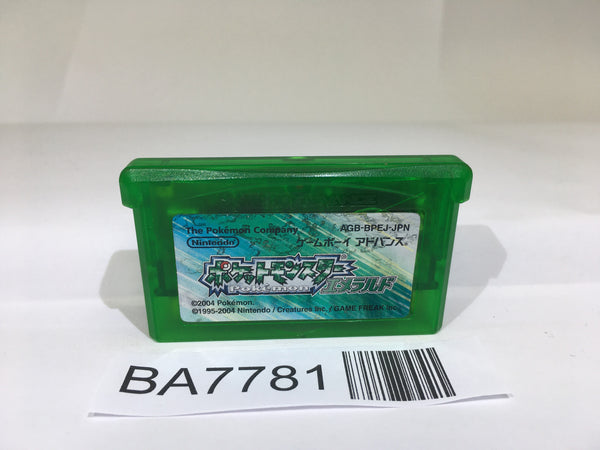 The Pokémon Company
AGB-BPEJ-JPN
Nintendo
ゲームボーイ アドバンス
ポケットモンスター
Pokémon
エメラルド
©2004 Pokémon.
©1995-2004 Nintendo / Creatures inc. / GAME FREAK inc.
BA7781